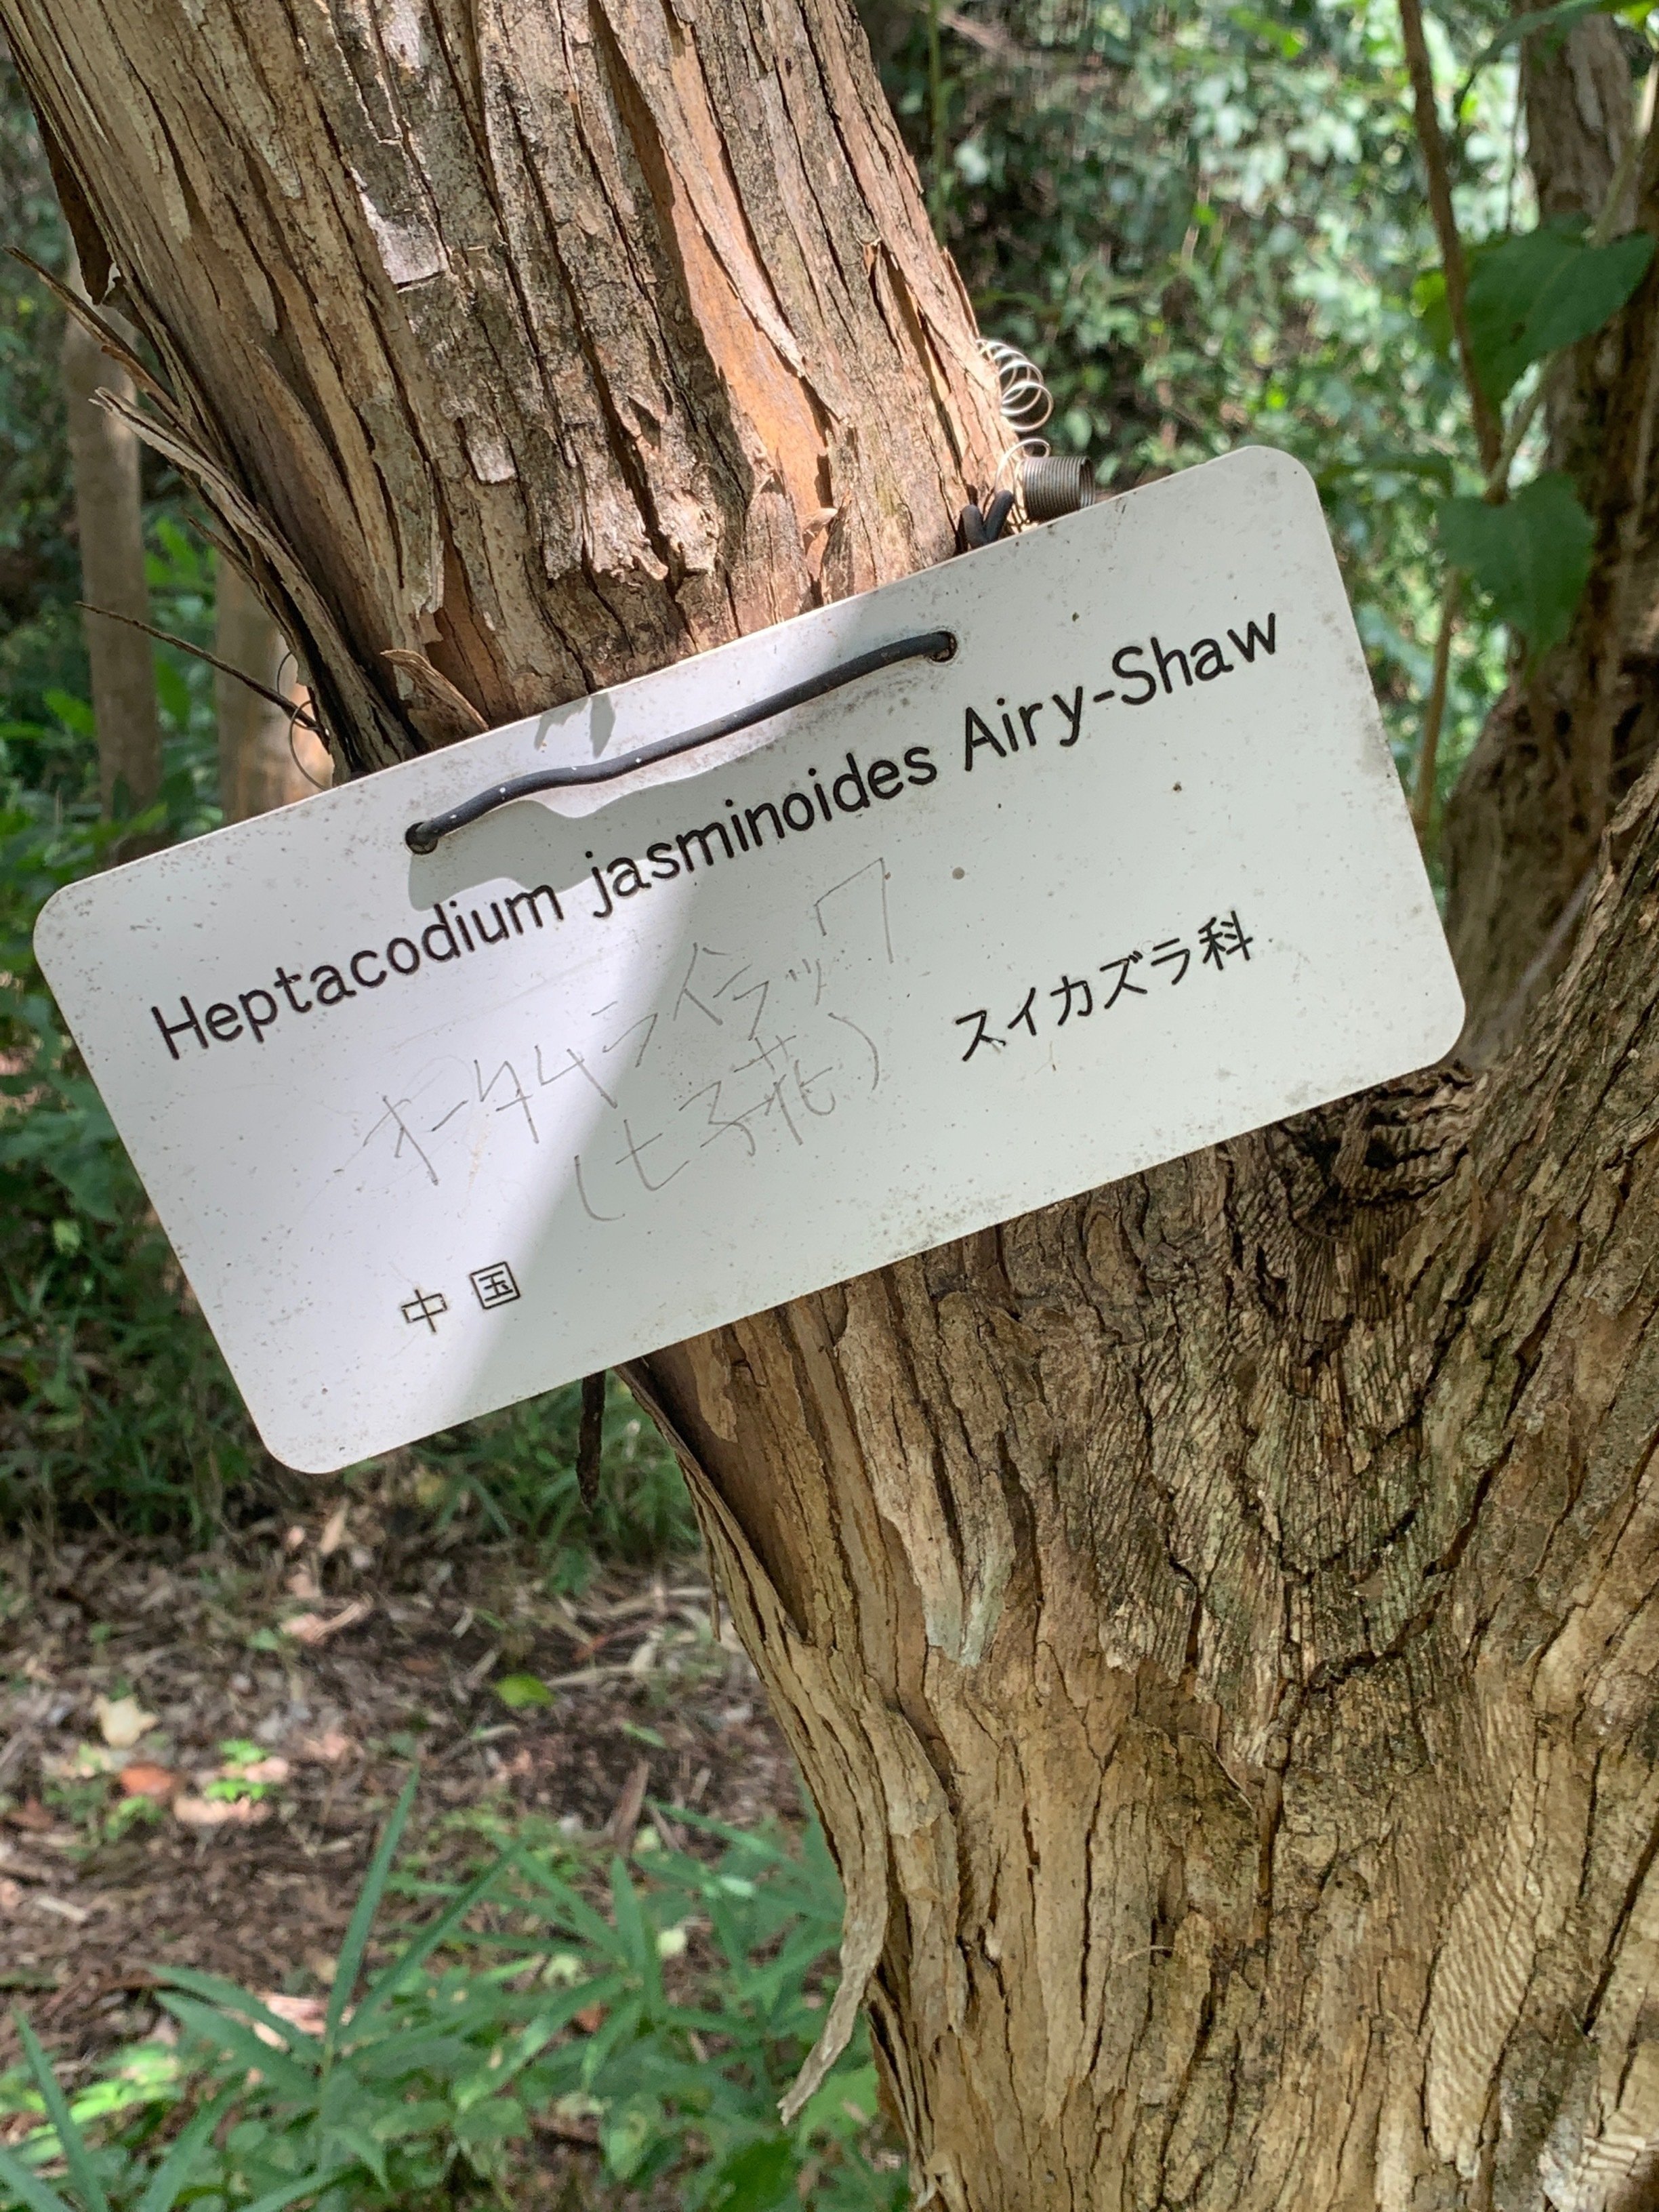 Heptacodium jasminoides Airy-Shaw
オータムライラック
(七子花)
スイカズラ科
中国